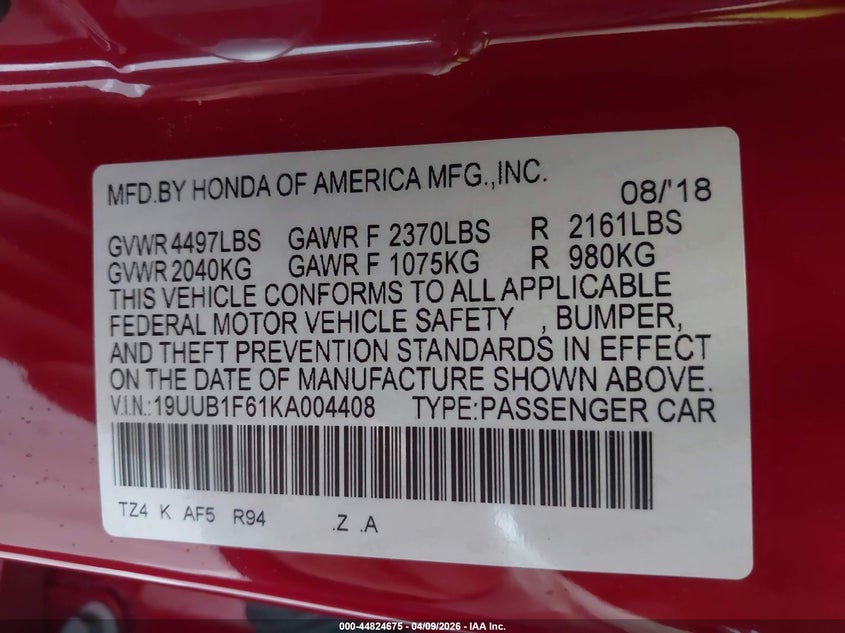 MFD.BY HONDA OF AMERICA MFG.,INC. 08/'18
GVWR 4497LBS GAWR F 2370LBS R 2161LBS
GVWR 2040KG GAWR F 1075KG R 980KG
THIS VEHICLE CONFORMS TO ALL APPLICABLE
FEDERAL MOTOR VEHICLE SAFETY , BUMPER,
AND THEFT PREVENTION STANDARDS IN EFFECT
ON THE DATE OF MANUFACTURE SHOWN ABOVE.
V.I.N.:19UUB1F61KA004408 TYPE:PASSENGER CAR
TZ4 K AF5 R94 .Z .A
000-44824675 | 04/09/2026 - IAA Inc.